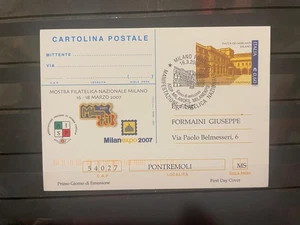 CARTOLINA POSTALE
MITTENTE
VIA
MOSTRA FILATELICA NAZIONALE MILANO
16 - 18 MARZO 2007
Milanexpo 2007
MILANO
ITALIA
€ 0,60
FORMAINI GIUSEPPE
Via Paolo Belmesseri, 6
54027 PONTREMOLI MS
C.A.P. LOCALITÀ
Primo Giorno di Emissione
First Day Cover